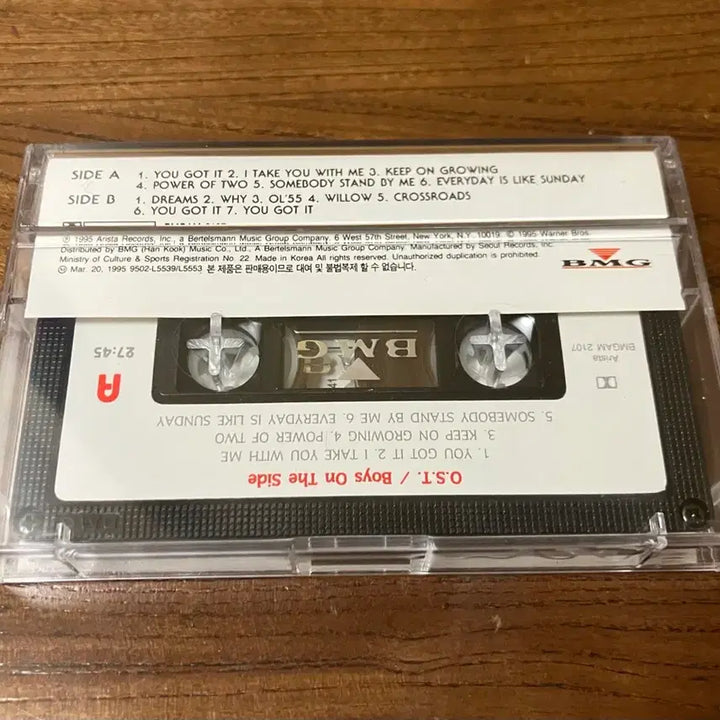 SIDE A 1. YOU GOT IT 2. I TAKE YOU WITH ME 3. KEEP ON GROWING
4. POWER OF TWO 5. SOMEBODY STAND BY ME 6. EVERYDAY IS LIKE SUNDAY
SIDE B 1. DREAMS 2. WHY 3. OL'55 4. WILLOW 5. CROSSROADS
6. YOU GOT IT 7. YOU GOT IT
℗ 1995 Arista Records, Inc., a Bertelsmann Music Group Company, 6 West 57th Street, New York, N.Y. 10019. © 1995 Warner Bros.
Distributed by BMG (Han Kook) Music Co., Ltd. A Bertelsmann Music Group Company. Manufactured by Seoul Records, Inc.
Ministry of Culture & Sports Registration No. 22. Made in Korea All rights reserved. Unauthorized duplication is prohibited.
Mar. 20, 1995 9502-L5539/L5553 본 제품은 판매용이므로 대여 및 불법복제 할 수 없습니다.
BMG
O.S.T. / Boys On The Side
1. YOU GOT IT 2. I TAKE YOU WITH ME
3. KEEP ON GROWING 4. POWER OF TWO
5. SOMEBODY STAND BY ME 6. EVERYDAY IS LIKE SUNDAY
BMG
A
27:45
Arista
BMGAM 2107